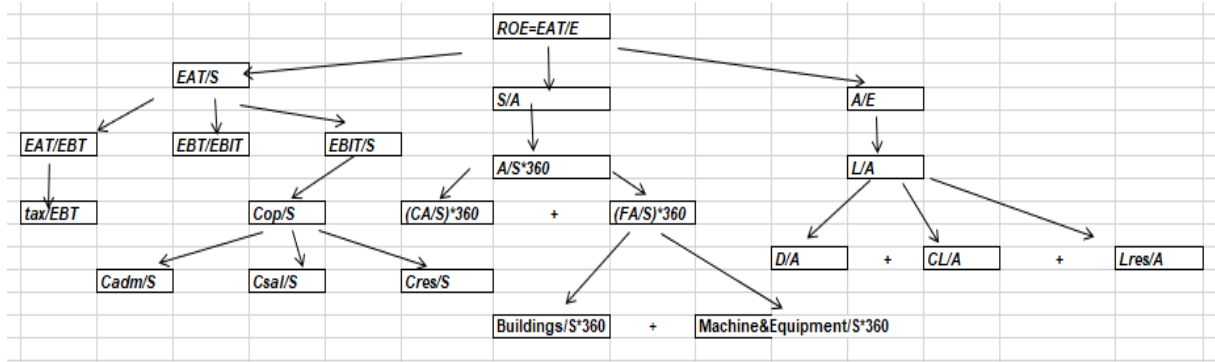 ROE=EAT/E
EAT/S
S/A
A/E
EAT/EBT EBT/EBIT EBIT/S
A/S*360
L/A
tax/EBT
Cop/S
(CA/S)*360 + (FA/S)*360
D/A + CL/A + Lres/A
Cadm/S Csal/S Cres/S
Buildings/S*360 + Machine&Equipment/S*360